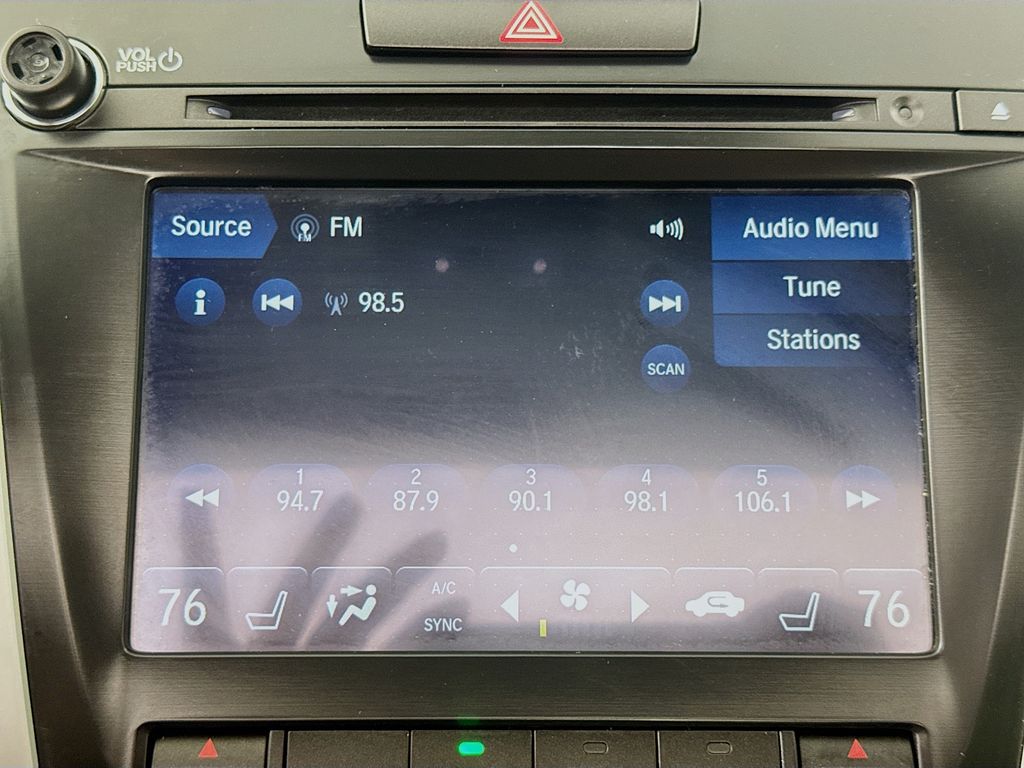 VOL
PUSH
Source
FM
FM
Audio Menu
i
98.5
Tune
Stations
SCAN
1
94.7
2
87.9
3
90.1
4
98.1
5
106.1
76
A/C
SYNC
76